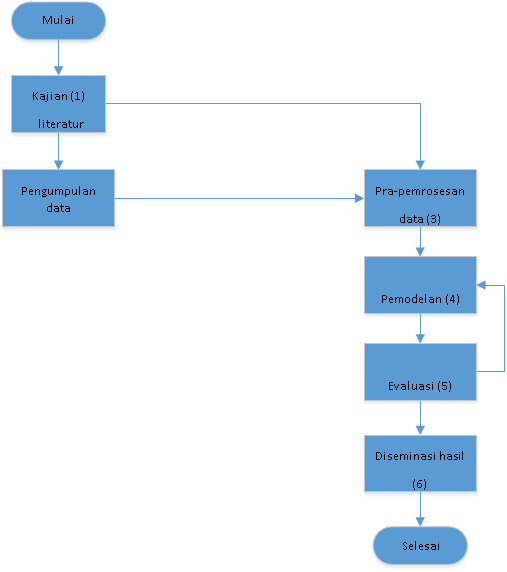 Mulai
Kajian (1)
literatur
Pengumpulan
data
Pra-pemrosesan
data (3)
Pemodelan (4)
Evaluasi (5)
Diseminasi hasil
(6)
Selesai